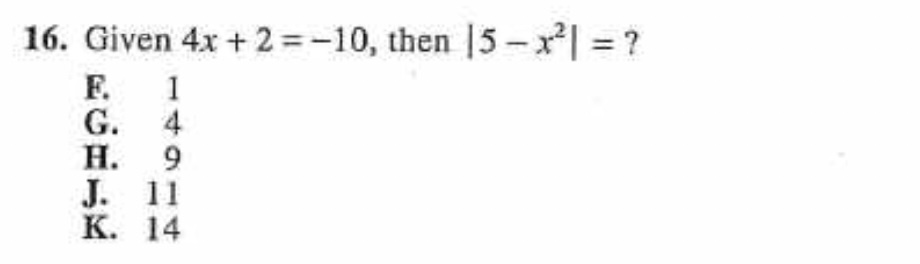 16. Given 4x + 2 = −10, then |5 − x²| = ?
F. 1
G. 4
H. 9
J. 11
K. 14